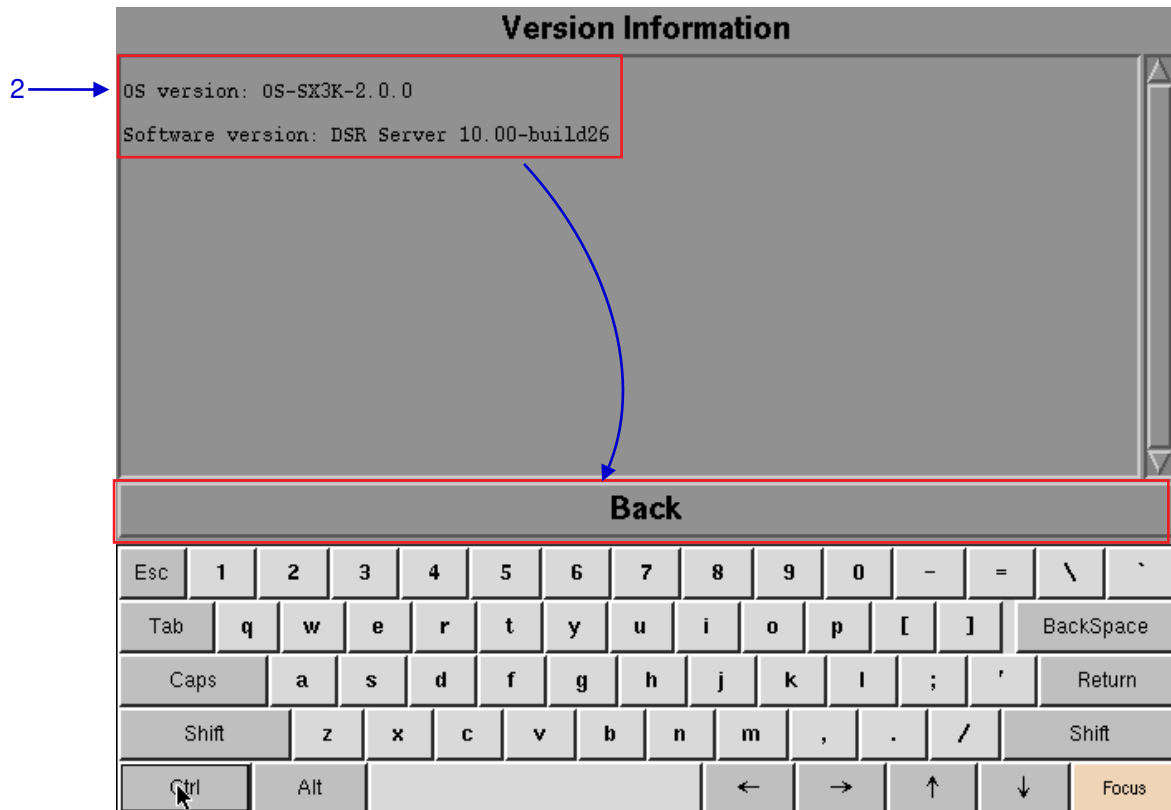 Version Information
2
OS version: OS-SX3K-2.0.0
Software version: DSR Server 10.00-build26
Back
Esc 1 2 3 4 5 6 7 8 9 0 - = \ `
Tab q w e r t y u i o p [ ] BackSpace
Caps a s d f g h j k l ; ' Return
Shift z x c v b n m , . / Shift
Ctrl Alt ← → ↑ ↓ Focus